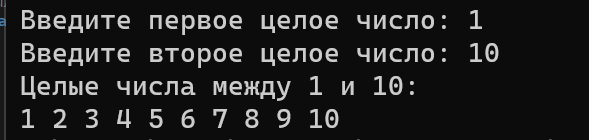 Введите первое целое число: 1
Введите второе целое число: 10
Целые числа между 1 и 10:
1 2 3 4 5 6 7 8 9 10